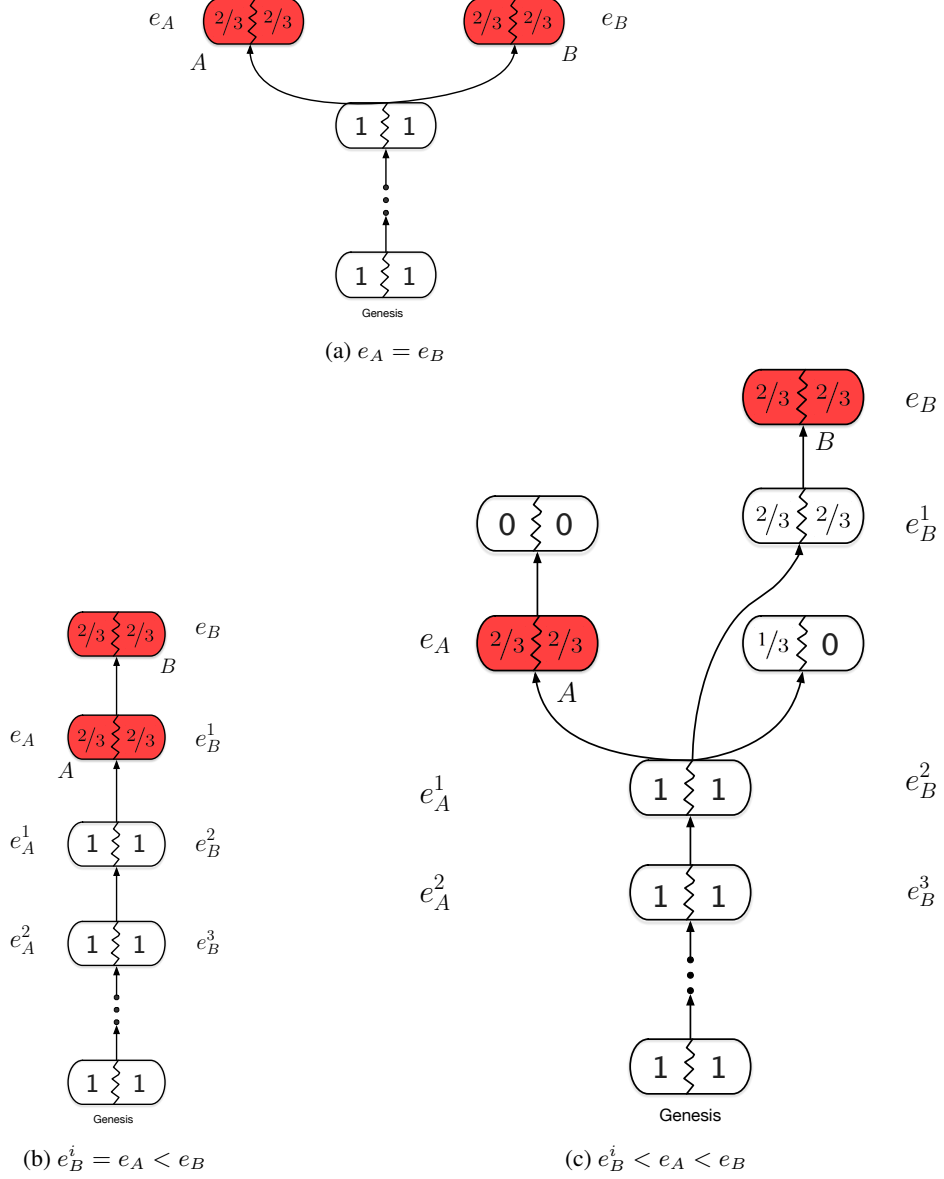 e_A 2/3 2/3 2/3 2/3 e_B
A B
1 1
1 1
Genesis
(a) e_A = e_B
2/3 2/3 e_B
B
0 0 2/3 2/3 e_B^1
2/3 2/3 e_B
B
e_A 2/3 2/3 1/3 0
A
e_A 2/3 2/3 e_B^1
A
1 1
e_A^1 e_B^2
e_A^1 1 1 e_B^2
1 1
e_A^2 e_B^3
e_A^2 1 1 e_B^3
1 1
1 1
Genesis
Genesis
(b) e_B^i = e_A < e_B
(c) e_B^i < e_A < e_B